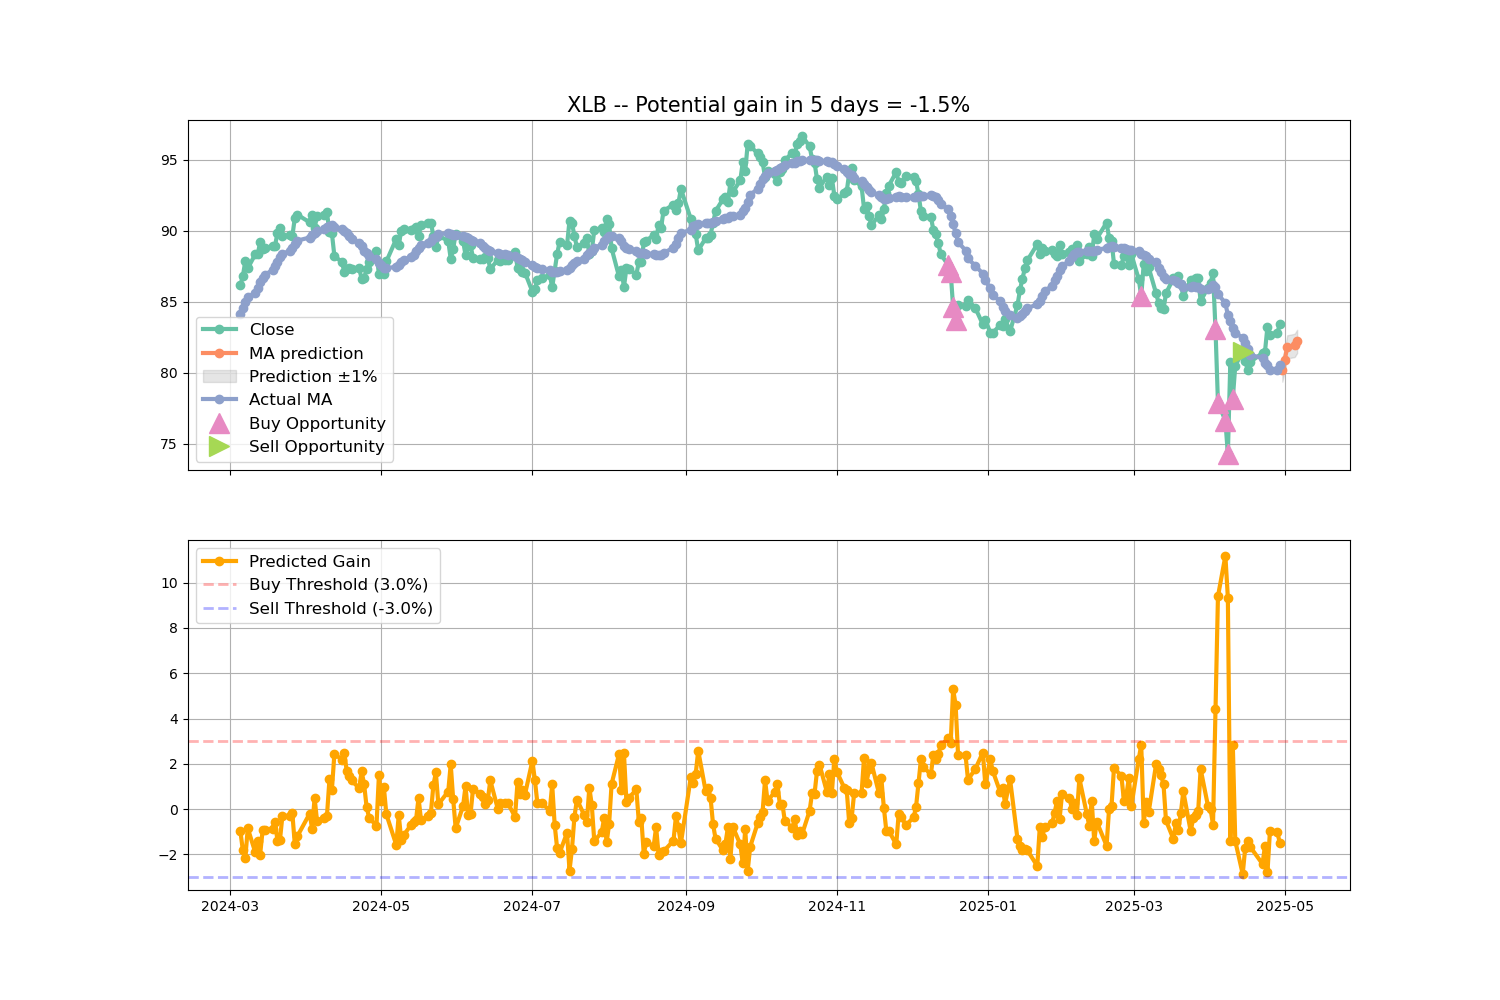 XLB -- Potential gain in 5 days = -1.5%
95
90
85
80
75
Close
MA prediction
Prediction ±1%
Actual MA
Buy Opportunity
Sell Opportunity
10
8
6
4
2
0
−2
Predicted Gain
Buy Threshold (3.0%)
Sell Threshold (-3.0%)
2024-03 2024-05 2024-07 2024-09 2024-11 2025-01 2025-03 2025-05